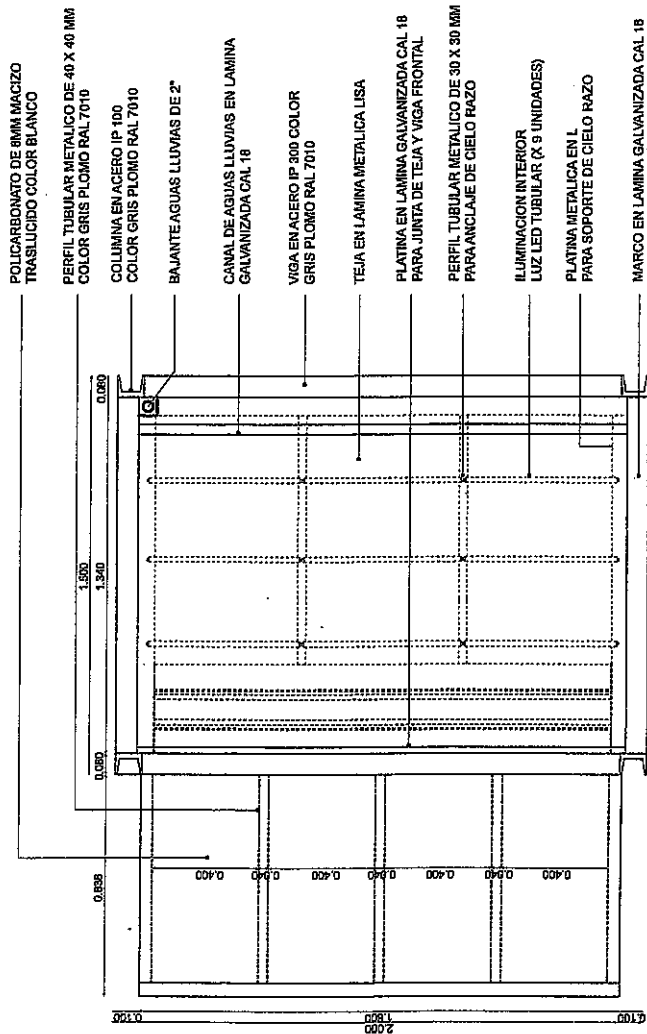 POLICARBONATO DE 8MM MACIZO
TRASLUCIDO COLOR BLANCO
PERFIL TUBULAR METALICO DE 40 X 40 MM
COLOR GRIS PLOMO RAL 7010
COLUMNA EN ACERO IP 100
COLOR GRIS PLOMO RAL 7010
BAJANTE AGUAS LLUVIAS DE 2"
CANAL DE AGUAS LLUVIAS EN LAMINA
GALVANIZADA CAL 18
VIGA EN ACERO IP 300 COLOR
GRIS PLOMO RAL 7010
TEJA EN LAMINA METALICA LISA
PLATINA EN LAMINA GALVANIZADA CAL 18
PARA JUNTA DE TEJA Y VIGA FRONTAL
PERFIL TUBULAR METALICO DE 30 X 30 MM
PARA ANCLAJE DE CIELO RAZO
ILUMINACION INTERIOR
LUZ LED TUBULAR (X 9 UNIDADES)
PLATINA METALICA EN L
PARA SOPORTE DE CIELO RAZO
MARCO EN LAMINA GALVANIZADA CAL 18
0.080
1.500
1.340
0.080
0.838
0.400
0.040
0.400
0.040
0.400
0.040
0.400
0.100
1.800
2.000
0.100